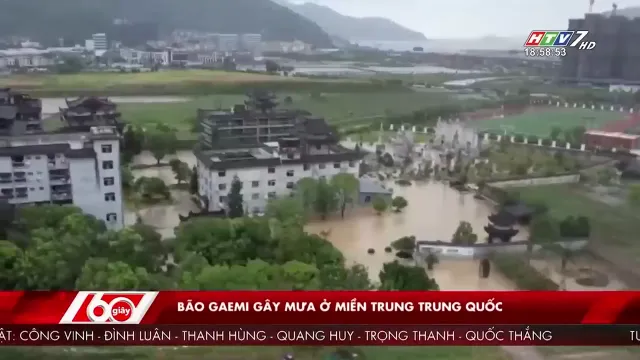 HTV7 HD
18:58:53
60 giây
BÃO GAEMI GÂY MƯA Ở MIỀN TRUNG TRUNG QUỐC
ẬT: CÔNG VINH - ĐÌNH LUÂN - THANH HÙNG - QUANG HUY - TRỌNG THANH - QUỐC THẮNG